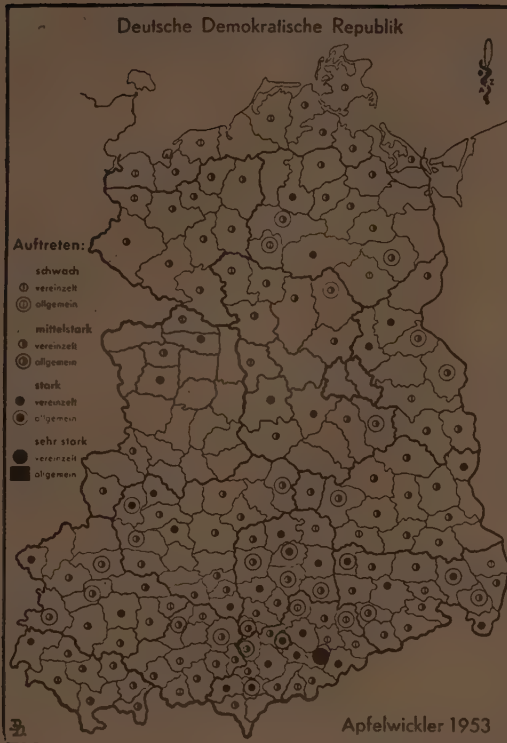 Deutsche Demokratische Republik
Auftreten:
schwach
vereinzelt
allgemein
mittelstark
vereinzelt
allgemein
stark
vereinzelt
allgemein
sehr stark
vereinzelt
allgemein
Apfelwickler 1953